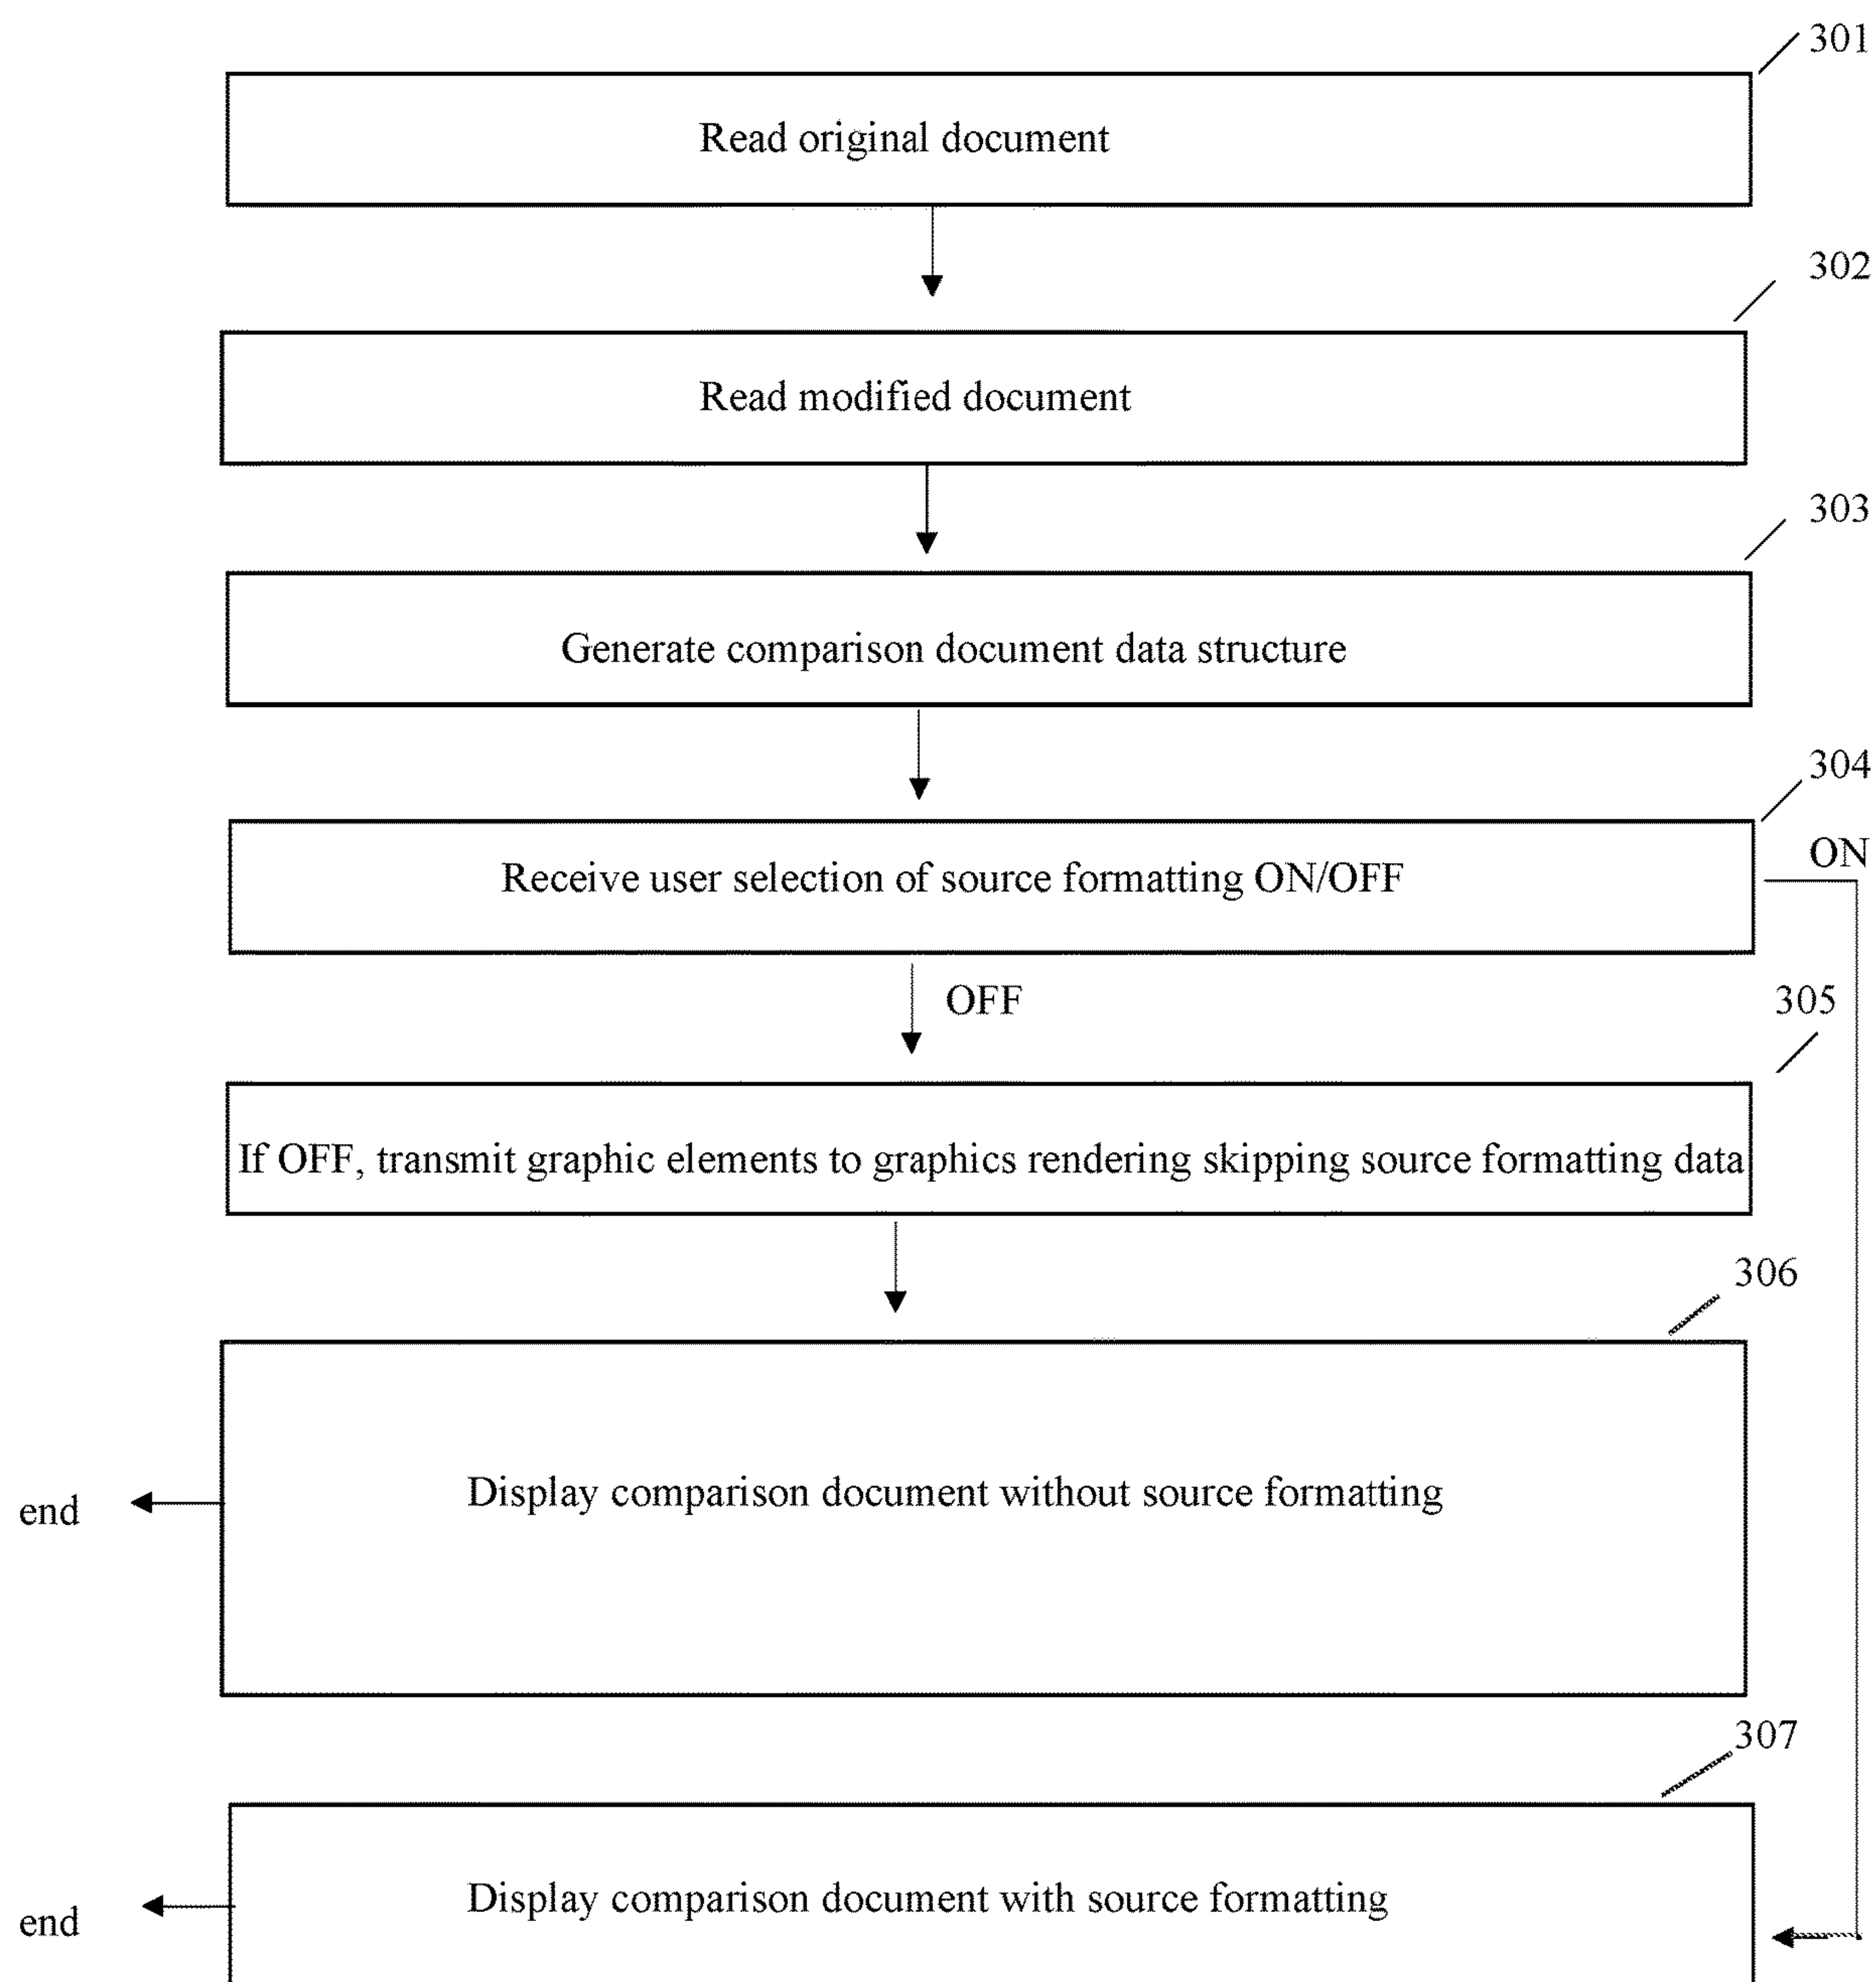 301
Read original document
302
Read modified document
303
Generate comparison document data structure
304
ON
Receive user selection of source formatting ON/OFF
OFF
305
If OFF, transmit graphic elements to graphics rendering skipping source formatting data
306
Display comparison document without source formatting
end
307
Display comparison document with source formatting
end